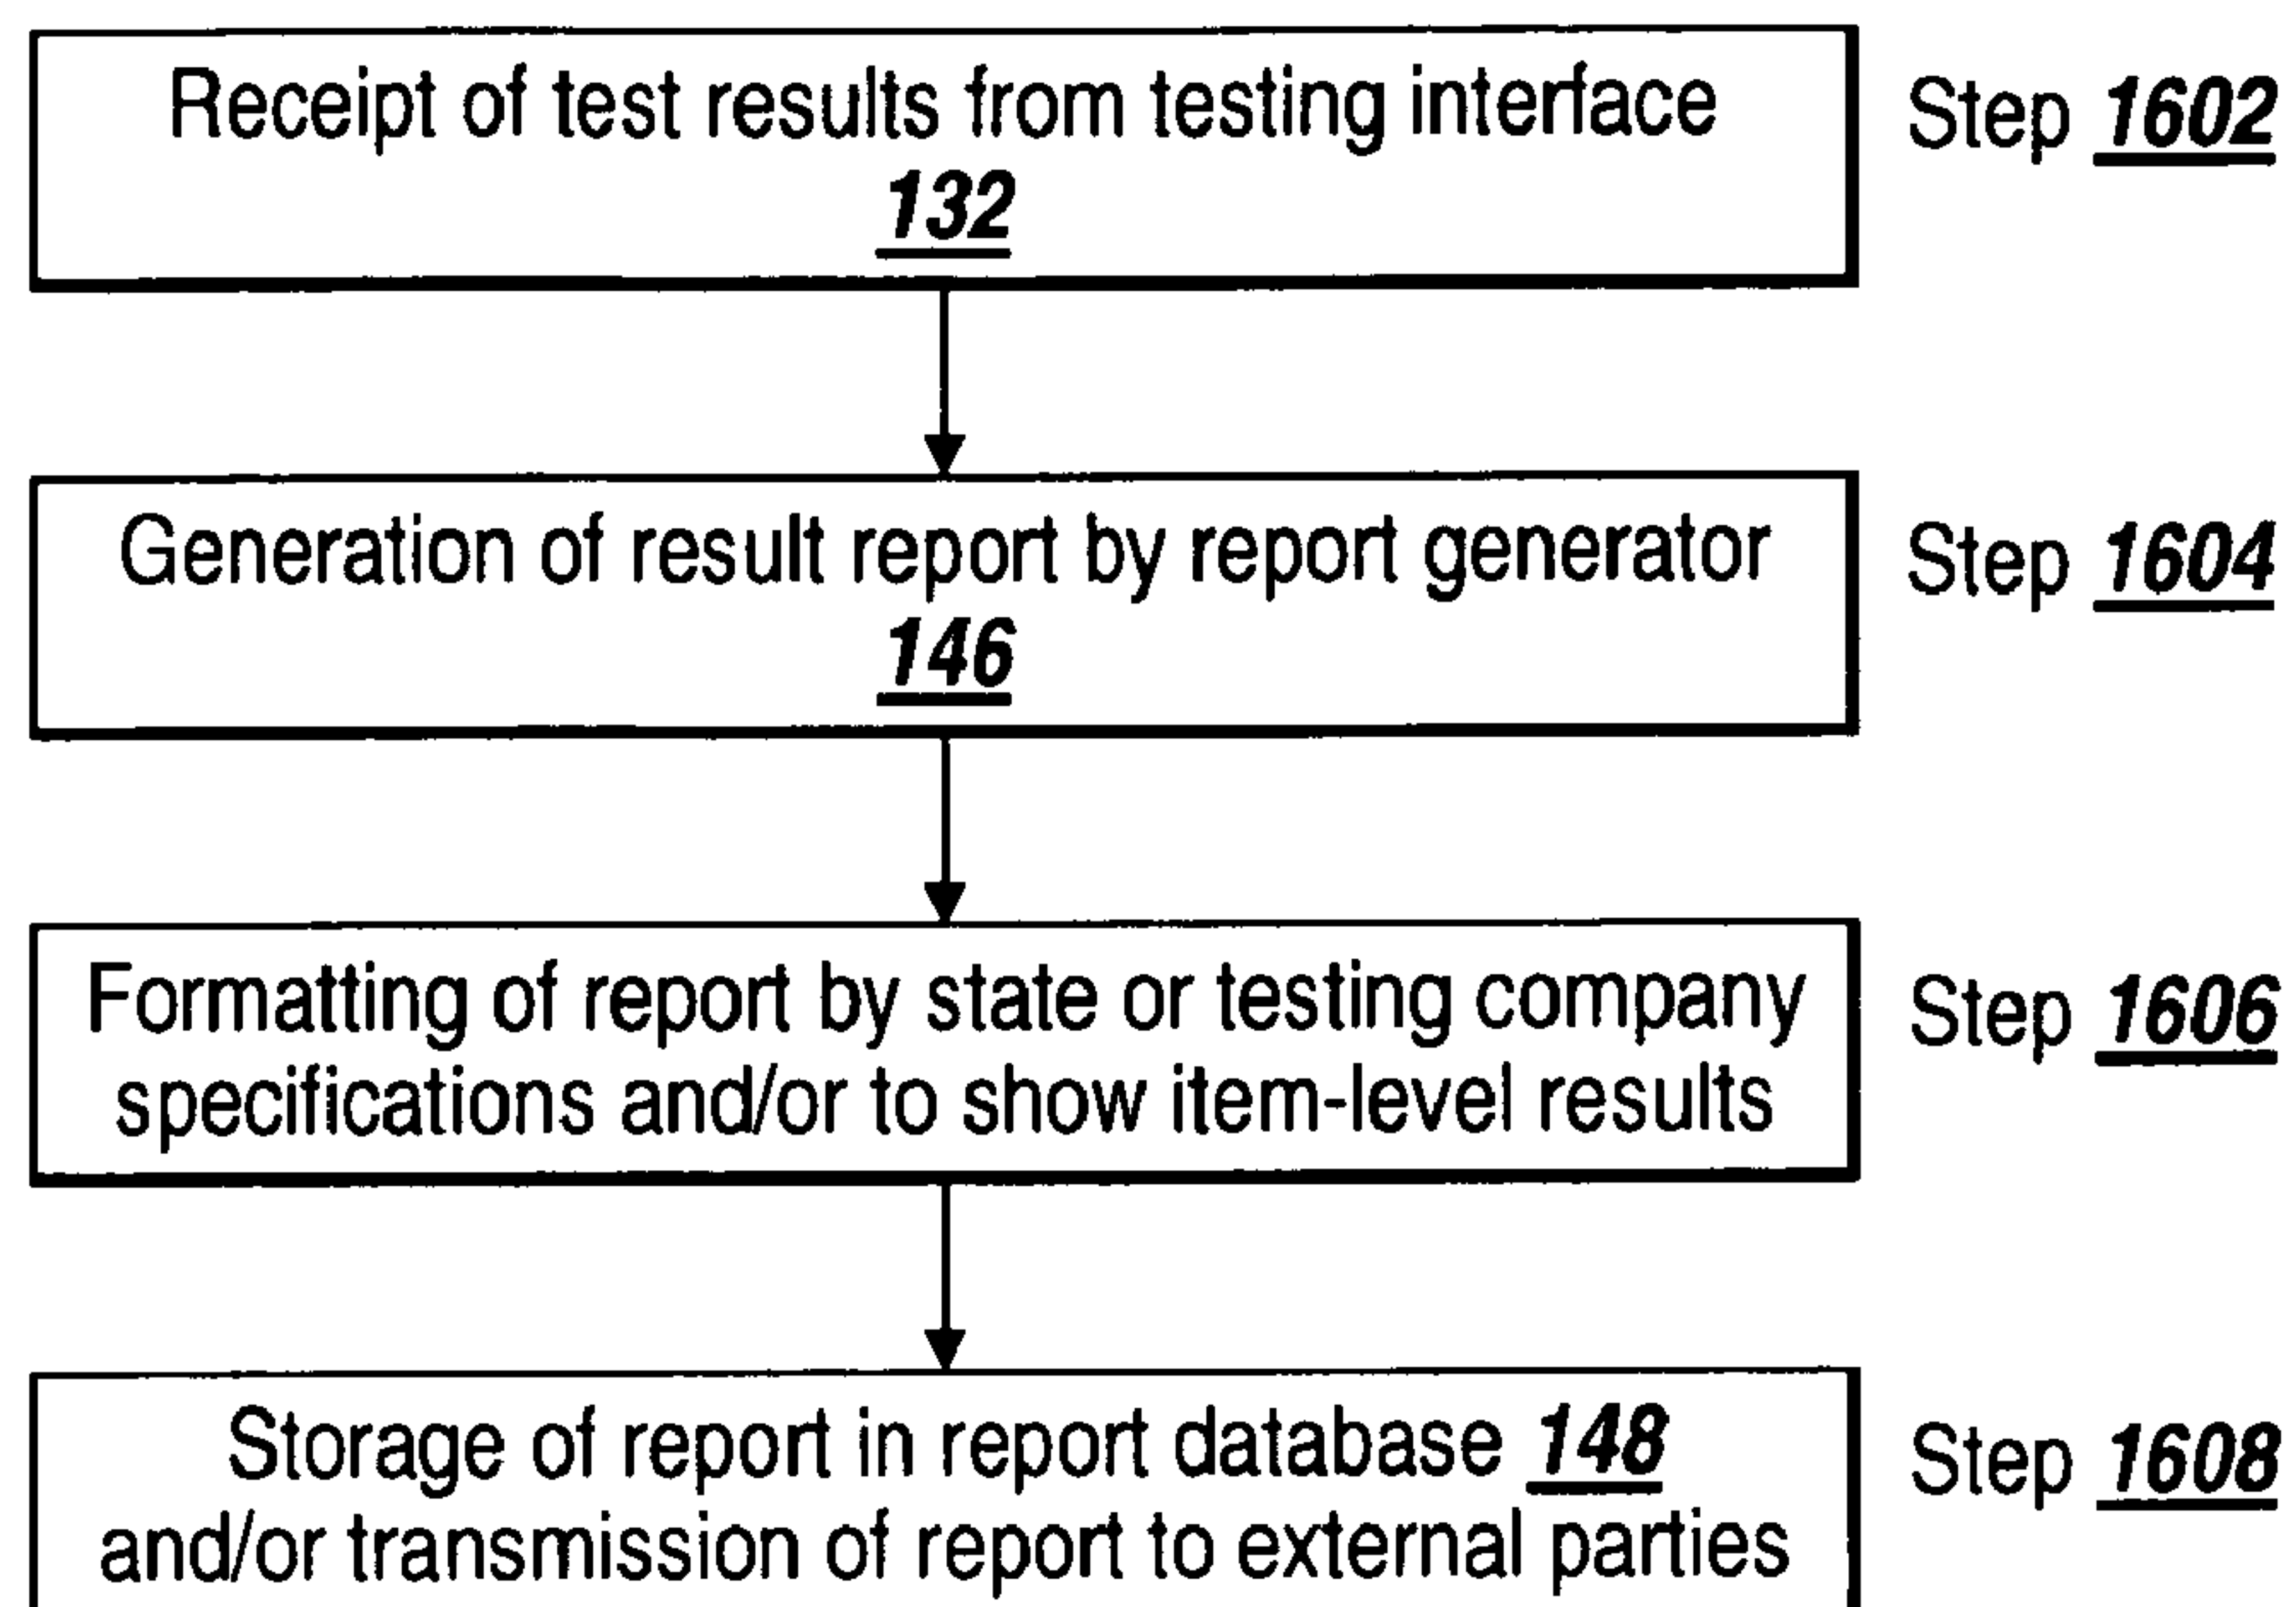 Receipt of test results from testing interface
132
Step 1602
Generation of result report by report generator
146
Step 1604
Formatting of report by state or testing company
specifications and/or to show item-level results
Step 1606
Storage of report in report database 148
and/or transmission of report to external parties
Step 1608